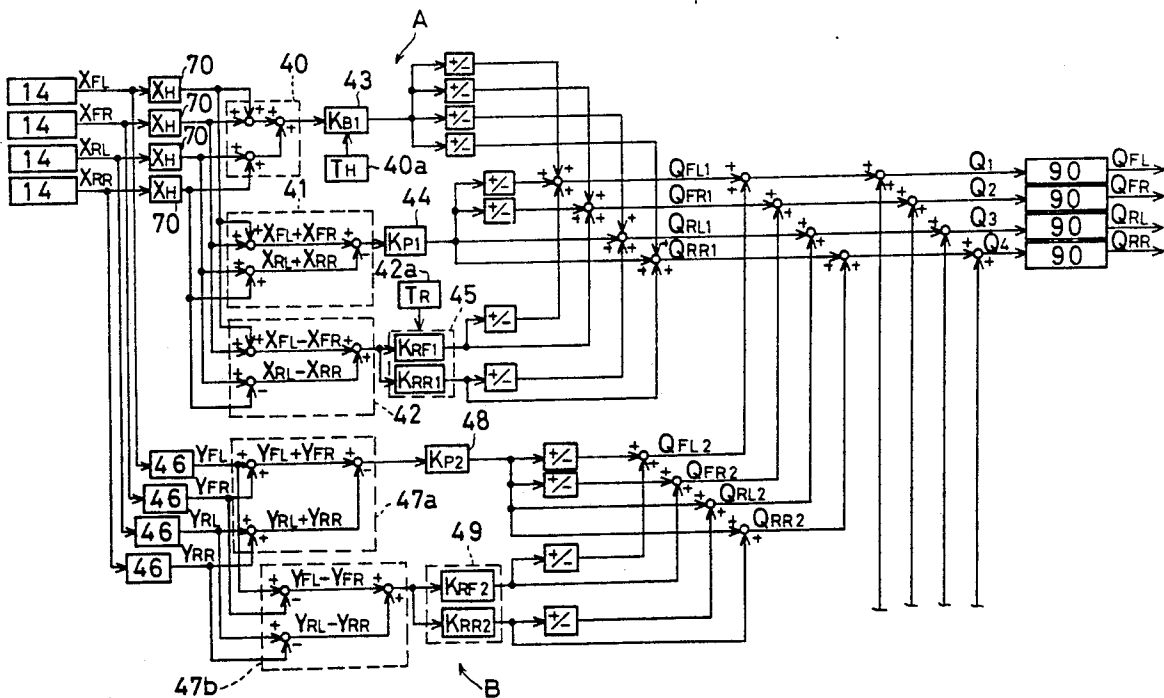 A
14 XFL 70 XH 40 43 KB1 +/-
14 XFR 70 XH +/-
14 XRL 70 XH +/-
14 XRR XH 70 +/-
TH 40a
41 44 KP1 +/- +/-
XFL+XFR
XRL+XRR
QFL1 Q1 90 QFL
QFR1 Q2 90 QFR
QRL1 Q3 90 QRL
QRR1 Q4 90 QRR
42a TR 45
XFL-XFR KRF1 +/-
XRL-XRR KRR1 +/-
42
46 YFL YFL+YFR 48 KP2 +/- QFL2
46 YFR 47a +/- QFR2
46 YRL YRL+YRR QRL2
46 YRR QRR2
49
YFL-YFR KRF2 +/-
YRL-YRR KRR2 +/-
47b B